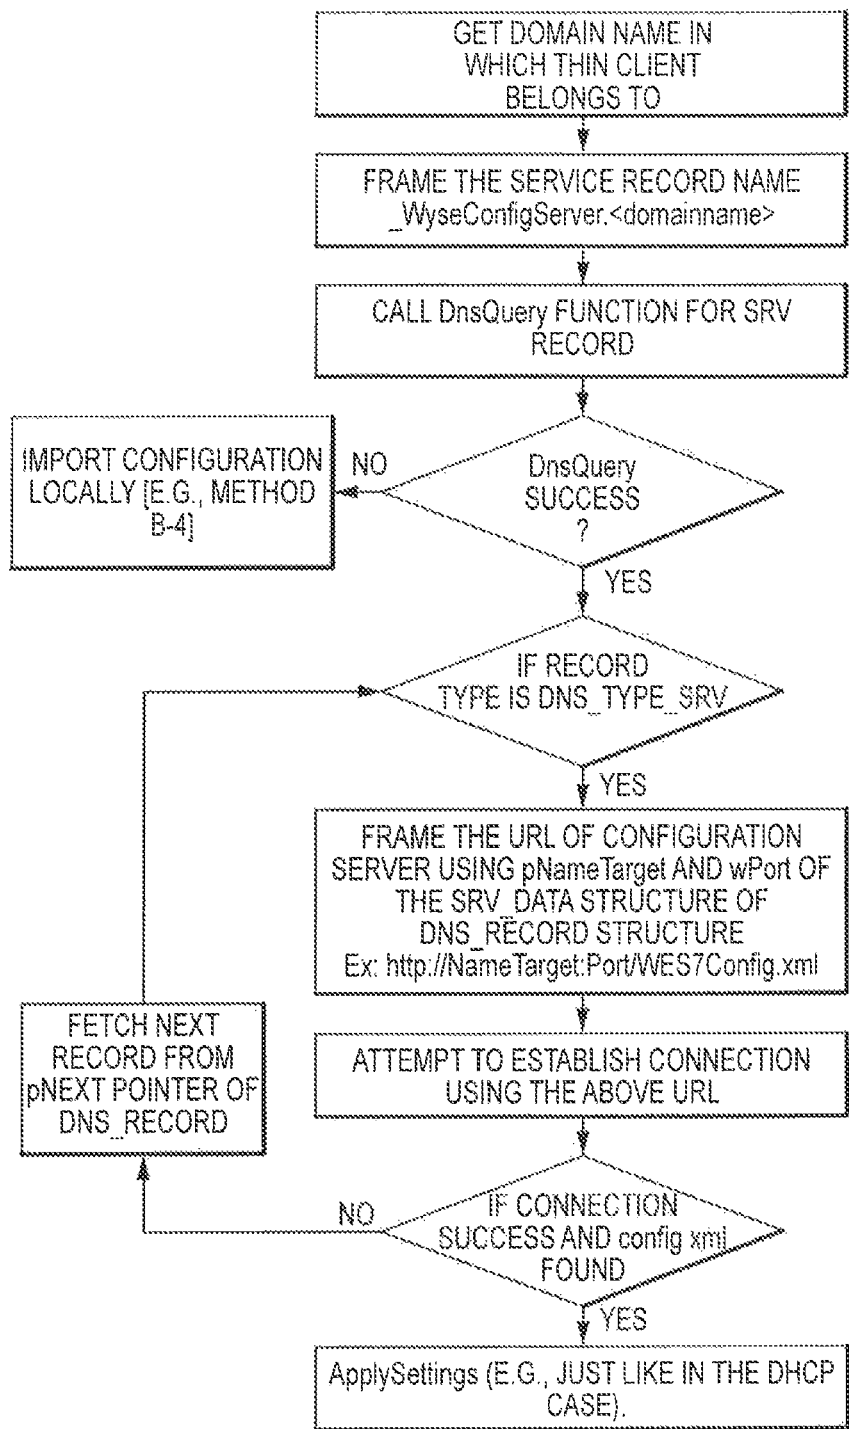 GET DOMAIN NAME IN
WHICH THIN CLIENT
BELONGS TO
FRAME THE SERVICE RECORD NAME
_WyseConfigServer.<domainname>
CALL DnsQuery FUNCTION FOR SRV
RECORD
IMPORT CONFIGURATION
LOCALLY [E.G., METHOD
B-4]
NO
DnsQuery
SUCCESS
?
YES
IF RECORD
TYPE IS DNS_TYPE_SRV
YES
FRAME THE URL OF CONFIGURATION
SERVER USING pNameTarget AND wPort OF
THE SRV_DATA STRUCTURE OF
DNS_RECORD STRUCTURE
Ex: http://NameTarget:Port/WES7Config.xml
FETCH NEXT
RECORD FROM
pNEXT POINTER OF
DNS_RECORD
ATTEMPT TO ESTABLISH CONNECTION
USING THE ABOVE URL
NO
IF CONNECTION
SUCCESS AND config xml
FOUND
YES
ApplySettings (E.G., JUST LIKE IN THE DHCP
CASE).